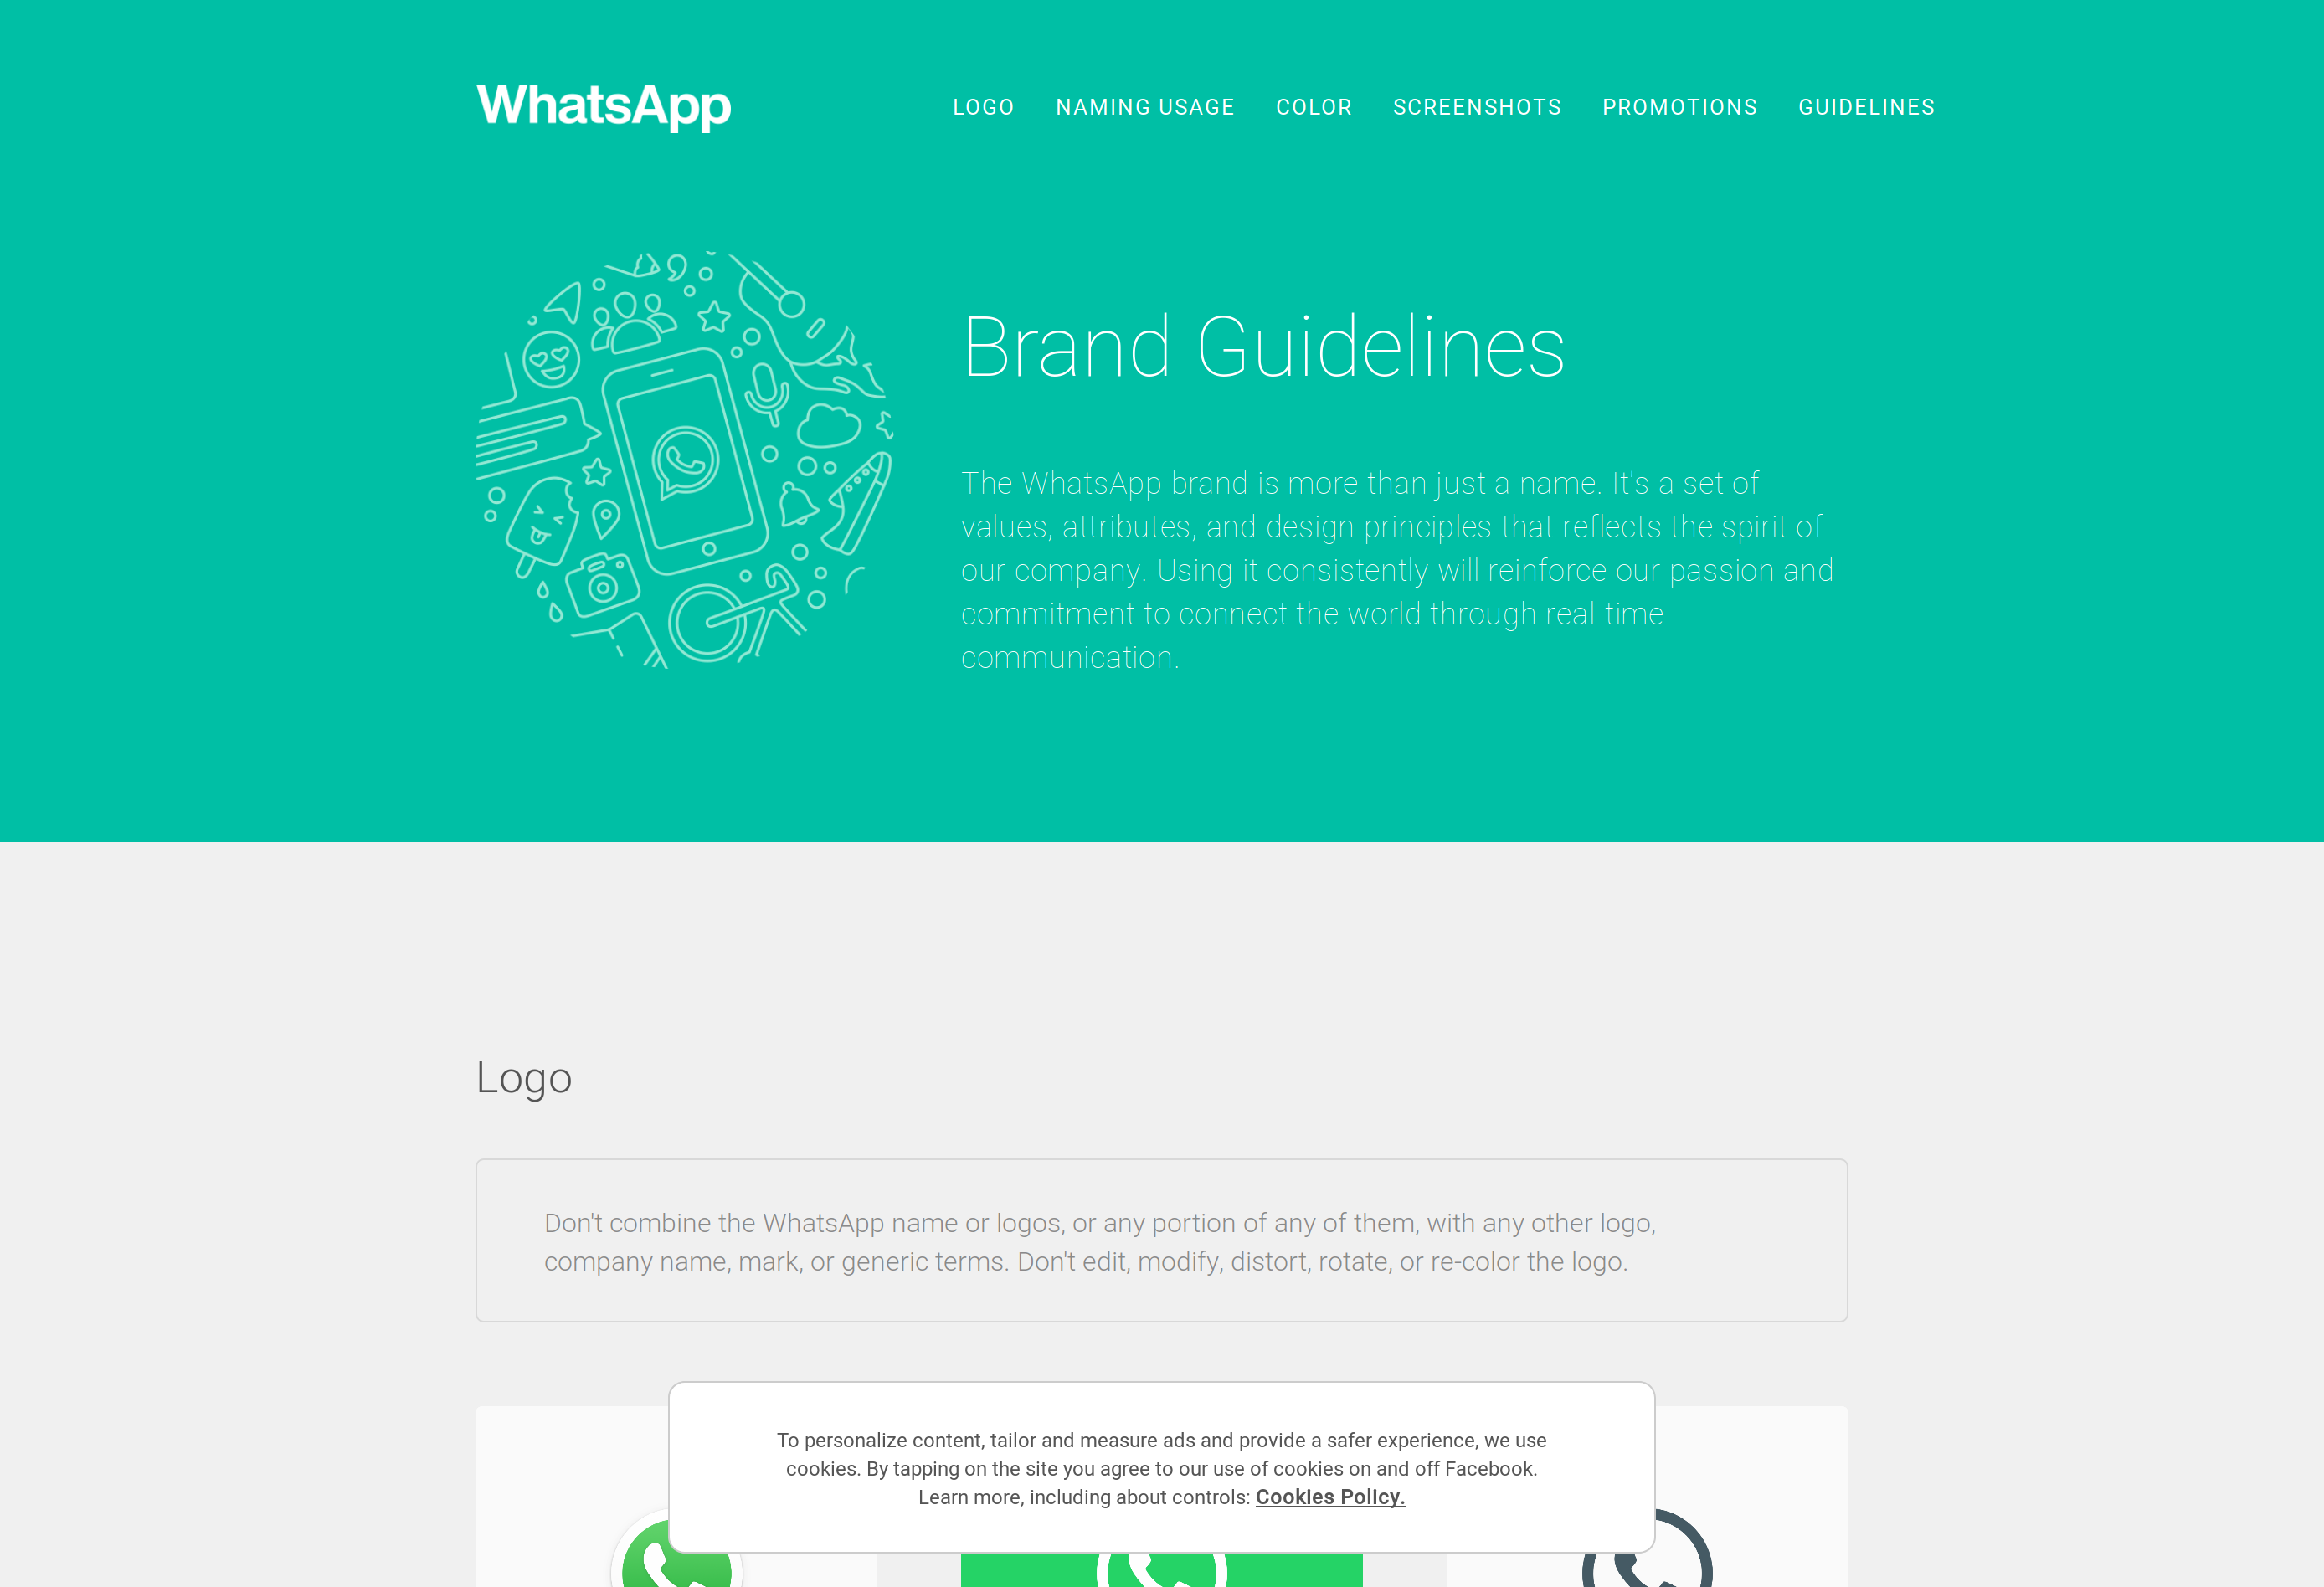 WhatsApp
LOGO NAMING USAGE COLOR SCREENSHOTS PROMOTIONS GUIDELINES
Brand Guidelines
The WhatsApp brand is more than just a name. It's a set of
values, attributes, and design principles that reflects the spirit of
our company. Using it consistently will reinforce our passion and
commitment to connect the world through real-time
communication.
Logo
Don't combine the WhatsApp name or logos, or any portion of any of them, with any other logo,
company name, mark, or generic terms. Don't edit, modify, distort, rotate, or re-color the logo.
To personalize content, tailor and measure ads and provide a safer experience, we use
cookies. By tapping on the site you agree to our use of cookies on and off Facebook.
Learn more, including about controls: Cookies Policy.